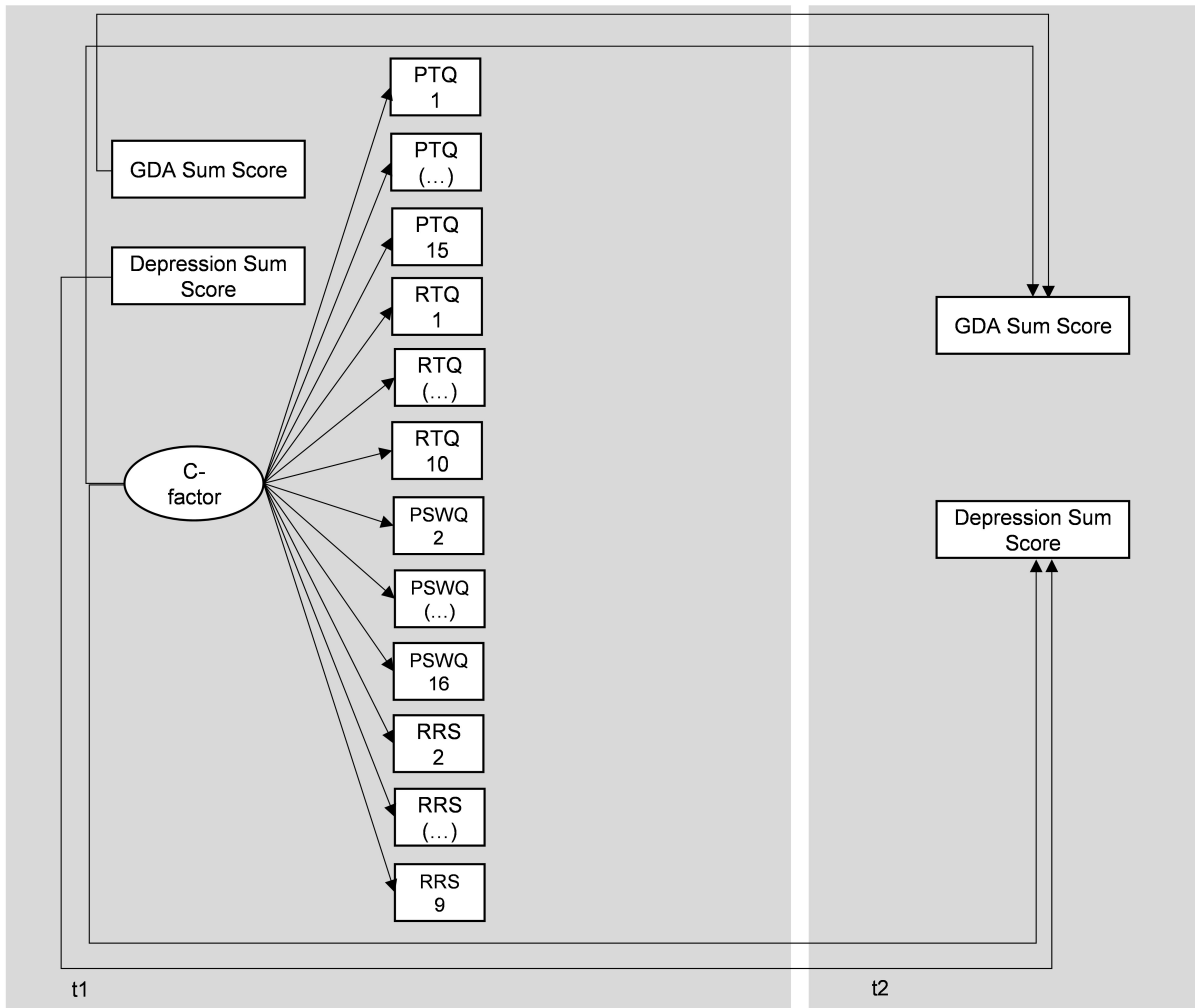 GDA Sum Score
Depression Sum
Score
C-
factor
PTQ
1
PTQ
(...)
PTQ
15
RTQ
1
RTQ
(...)
RTQ
10
PSWQ
2
PSWQ
(...)
PSWQ
16
RRS
2
RRS
(...)
RRS
9
t1
GDA Sum Score
Depression Sum
Score
t2